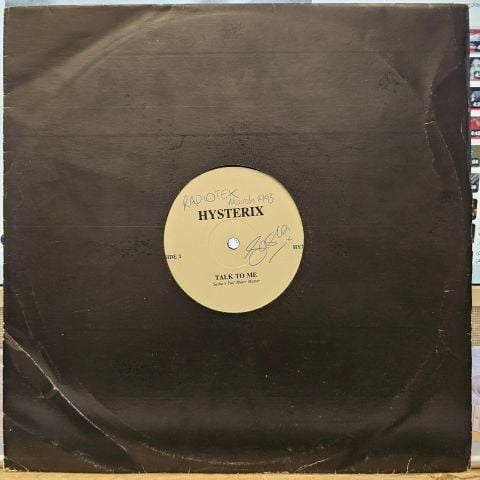 RADIOTEK
March 1993
HYSTERIX
SIDE 1
TALK TO ME